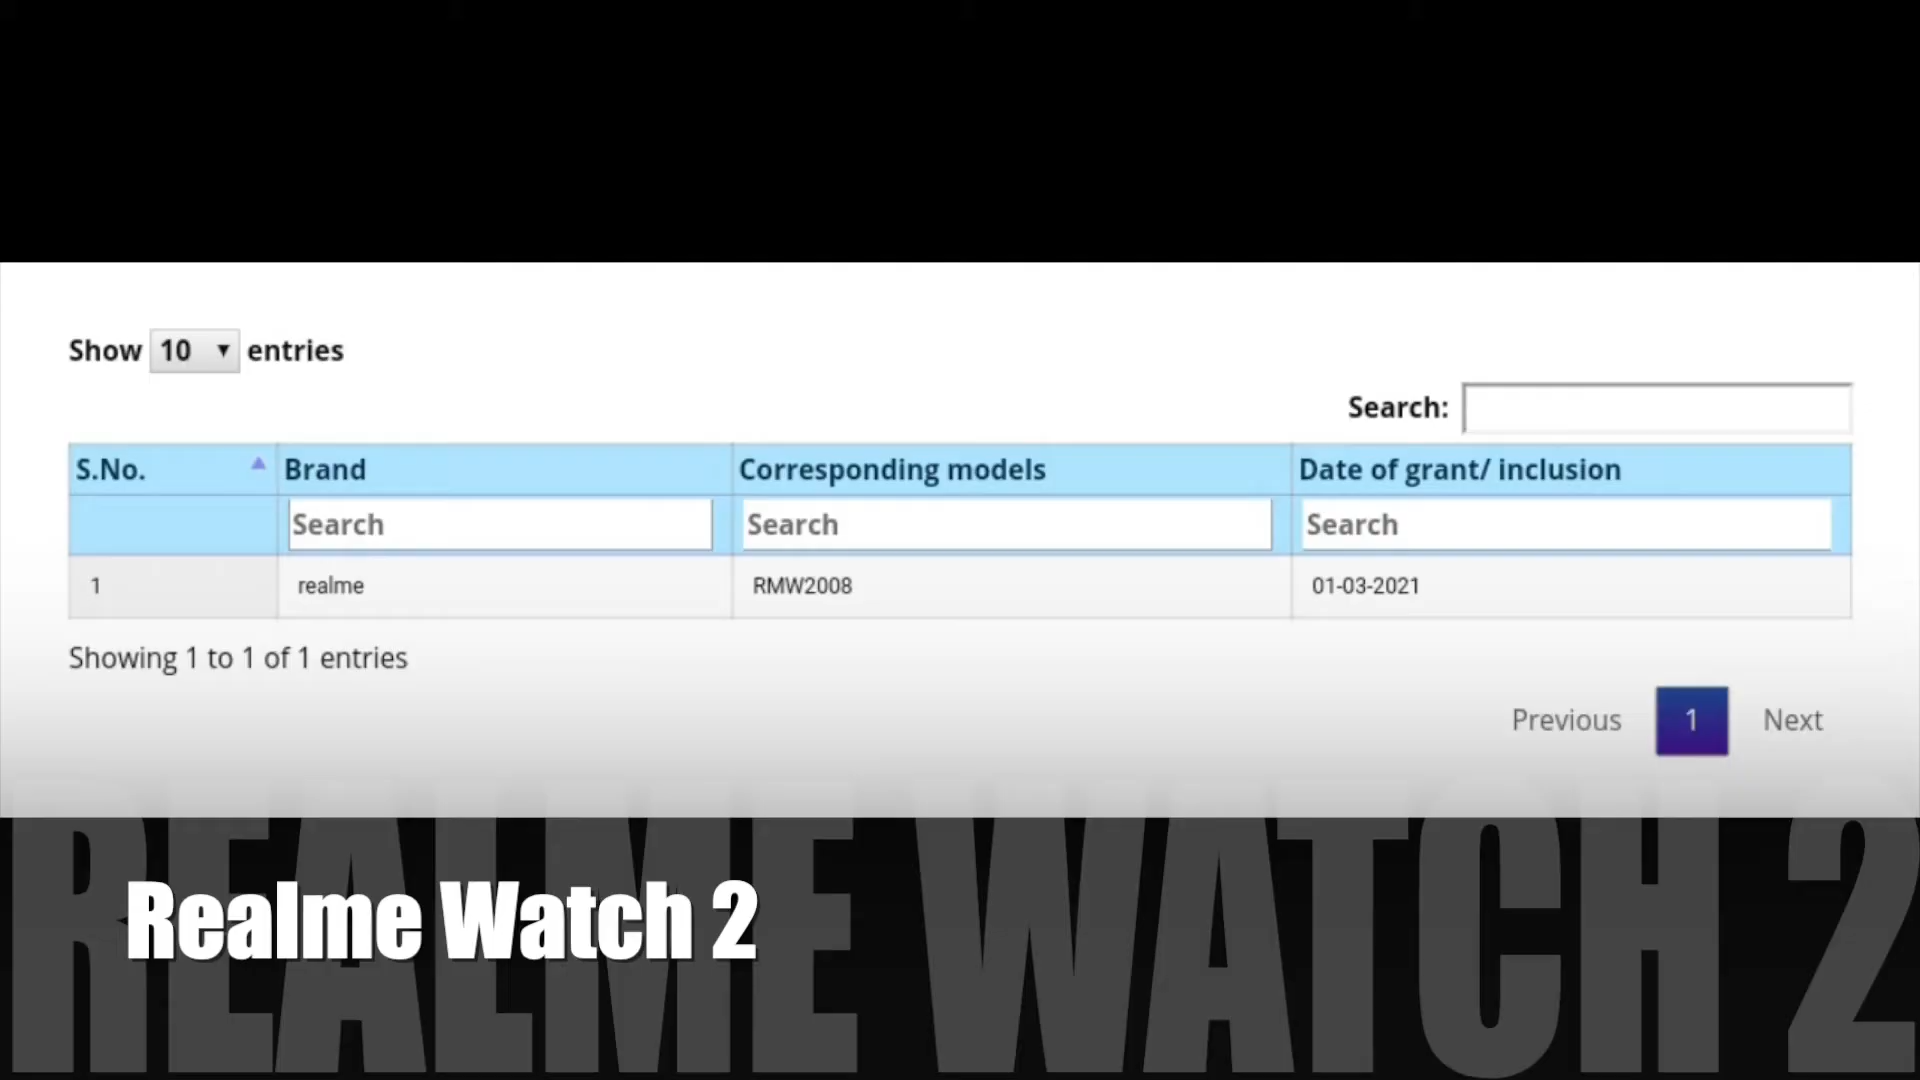 Show 10 ▼ entries
Search:
S.No. ▲ Brand Corresponding models Date of grant/ inclusion
Search Search Search
1 realme RMW2008 01-03-2021
Showing 1 to 1 of 1 entries
Previous 1 Next
REALME WATCH 2
Realme Watch 2